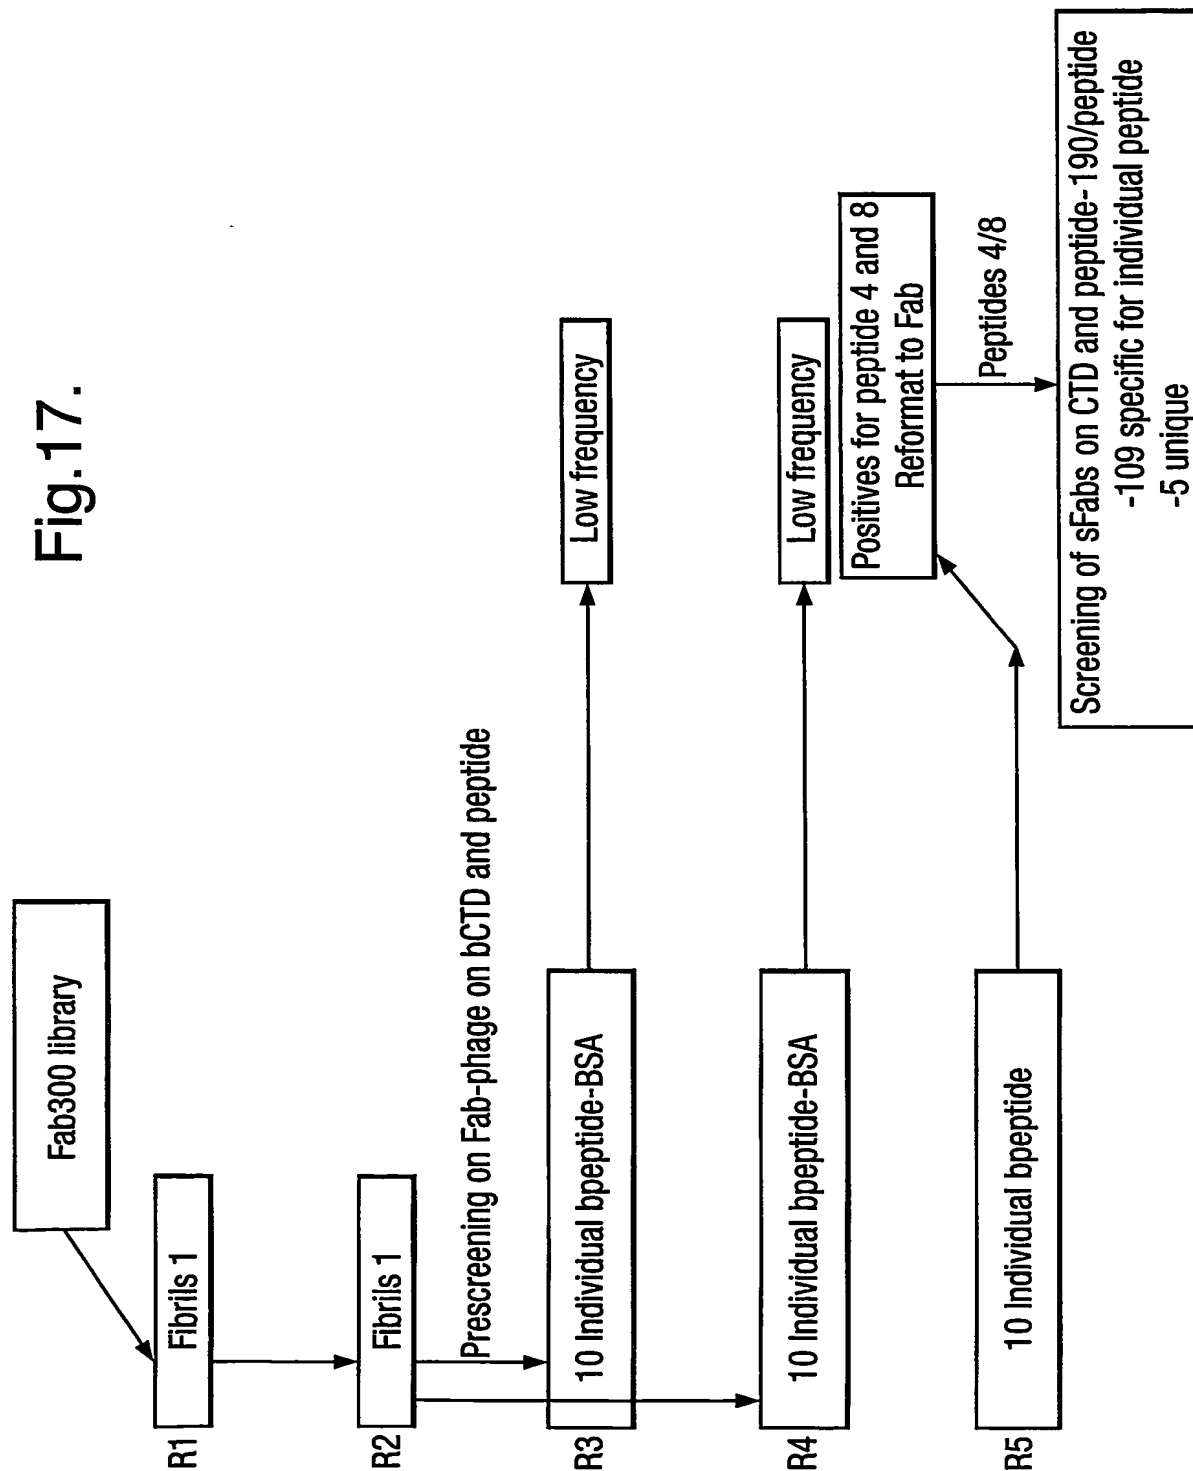 Fig.17.
Fab300 library
R1
Fibrils 1
R2
Fibrils 1
Prescreening on Fab-phage on bCTD and peptide
R3
10 Individual bpeptide-BSA
Low frequency
R4
10 Individual bpeptide-BSA
Low frequency
Positives for peptide 4 and 8
Reformat to Fab
R5
10 Individual bpeptide
Peptides 4/8
Screening of sFabs on CTD and peptide-190/peptide
-109 specific for individual peptide
-5 unique